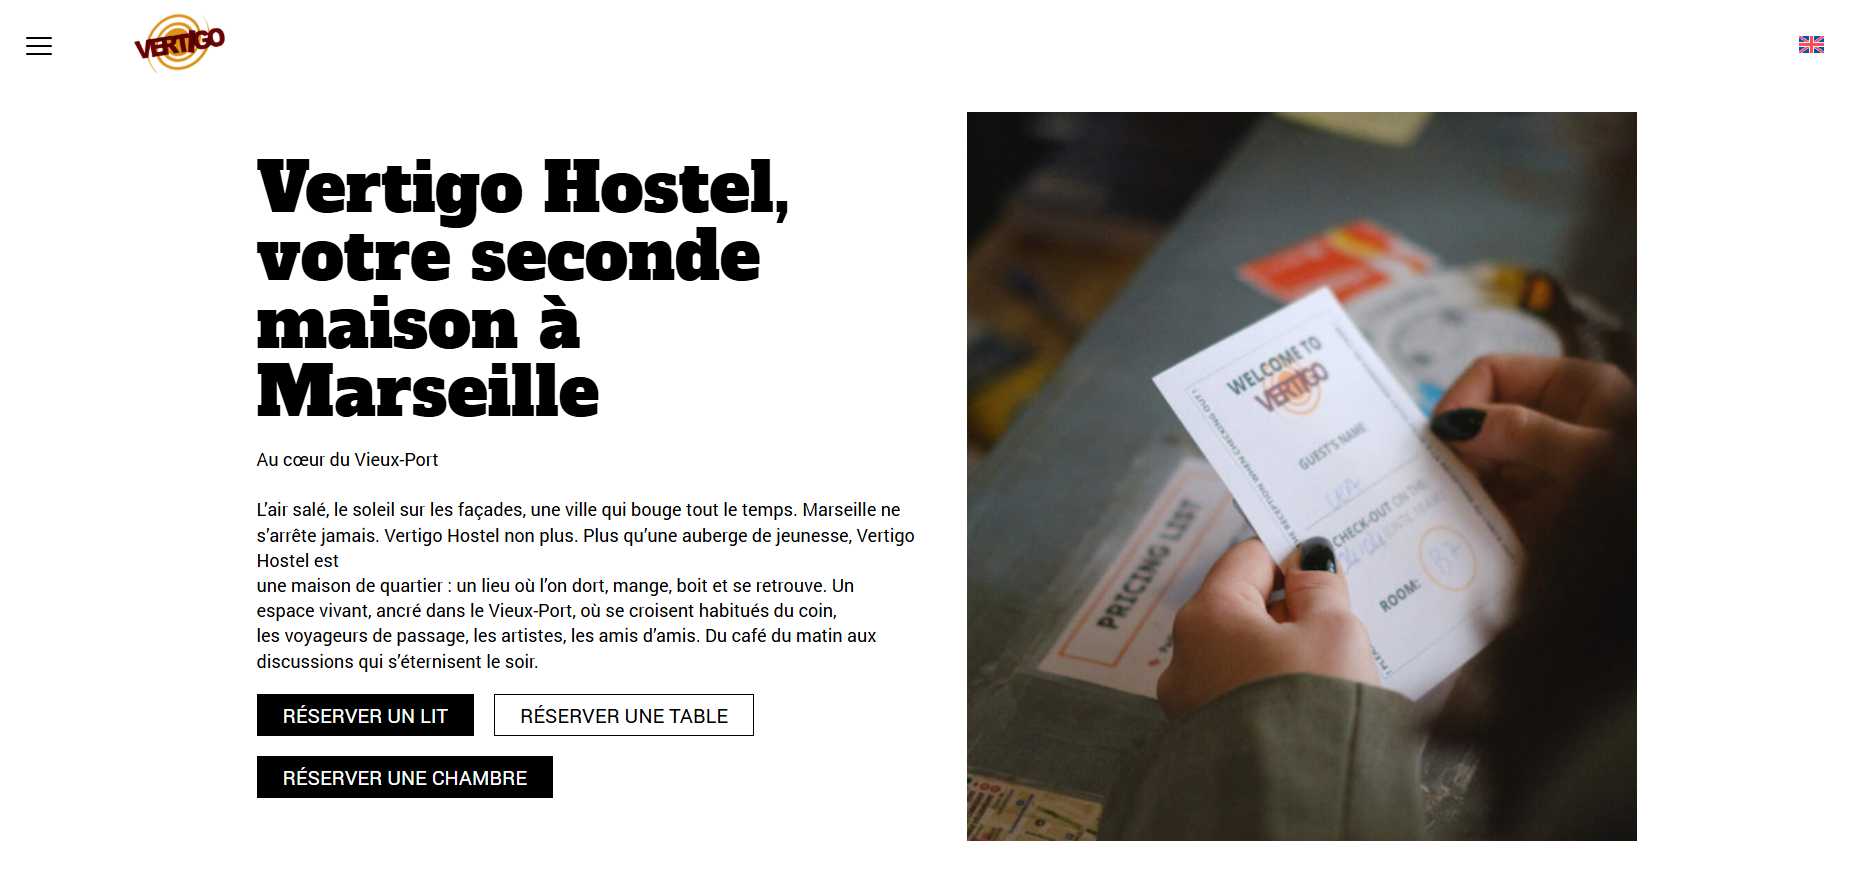 VERTIGO
Vertigo Hostel,
votre seconde
maison à
Marseille
Au cœur du Vieux-Port
L’air salé, le soleil sur les façades, une ville qui bouge tout le temps. Marseille ne
s’arrête jamais. Vertigo Hostel non plus. Plus qu’une auberge de jeunesse, Vertigo
Hostel est
une maison de quartier : un lieu où l’on dort, mange, boit et se retrouve. Un
espace vivant, ancré dans le Vieux-Port, où se croisent habitués du coin,
les voyageurs de passage, les artistes, les amis d’amis. Du café du matin aux
discussions qui s’éternisent le soir.
RÉSERVER UN LIT
RÉSERVER UNE TABLE
RÉSERVER UNE CHAMBRE
WELCOME TO
VERTIGO
GUEST'S NAME
CHECK-OUT ON THE
ROOM:
RECEPTION WHEN CHECKING OUT !
PRICING LIST